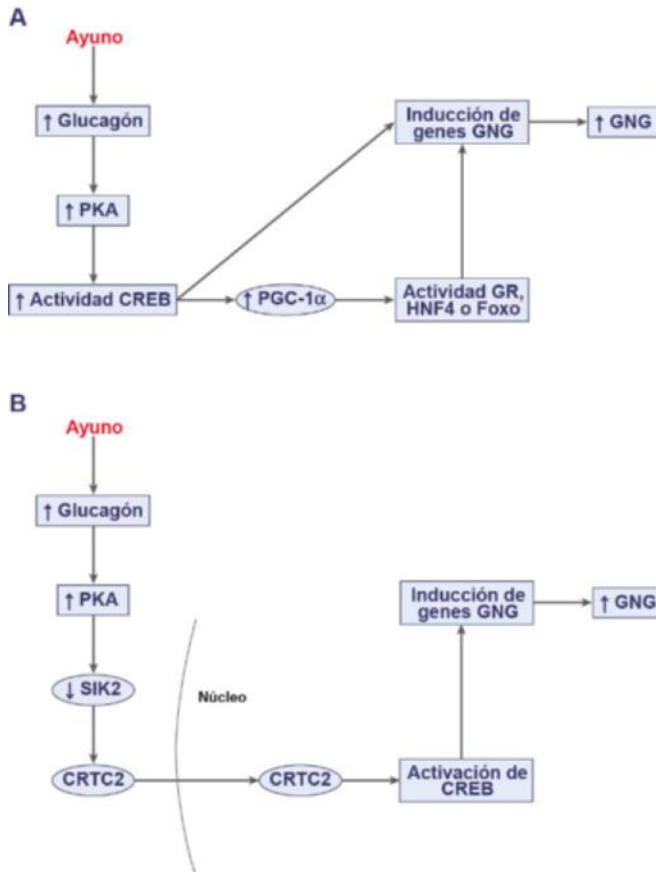 A
Ayuno
↑ Glucagón
↑ PKA
↑ Actividad CREB
↑ PGC-1α
Actividad GR,
HNF4 o Foxo
Inducción de
genes GNG
↑ GNG
B
Ayuno
↑ Glucagón
↑ PKA
↓ SIK2
CRTC2
Núcleo
CRTC2
Activación de
CREB
Inducción de
genes GNG
↑ GNG